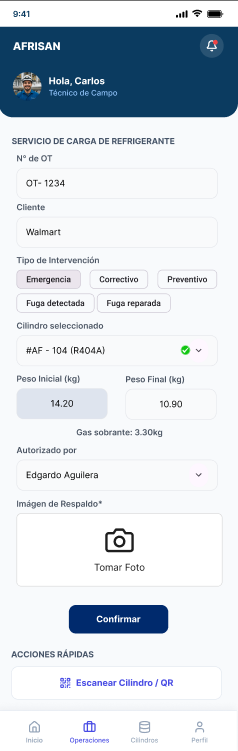 9:41
AFRISAN
Hola, Carlos
Técnico de Campo
SERVICIO DE CARGA DE REFRIGERANTE
N° de OT
OT- 1234
Cliente
Walmart
Tipo de Intervención
Emergencia Correctivo Preventivo
Fuga detectada Fuga reparada
Cilindro seleccionado
#AF - 104 (R404A)
Peso Inicial (kg) Peso Final (kg)
14.20 10.90
Gas sobrante: 3.30kg
Autorizado por
Edgardo Aguilera
Imágen de Respaldo*
Tomar Foto
Confirmar
ACCIONES RÁPIDAS
Escanear Cilindro / QR
Inicio Operaciones Cilindros Perfil